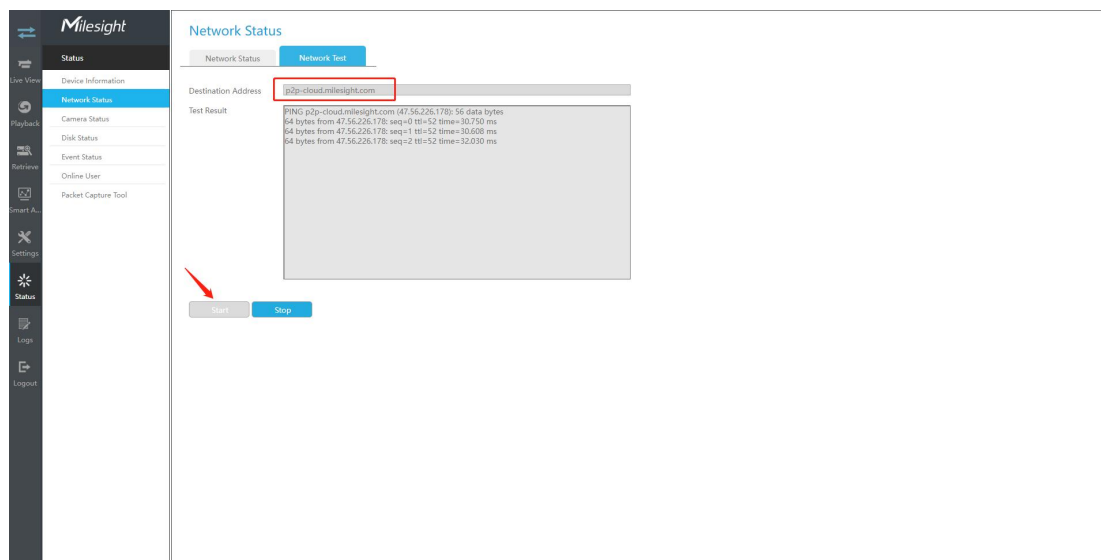 Milesight
Live View
Playback
Retrieve
Smart A...
Settings
Status
Logs
Logout
Status
Device Information
Network Status
Camera Status
Disk Status
Event Status
Online User
Packet Capture Tool
Network Status
Network Status
Network Test
Destination Address
p2p-cloud.milesight.com
Test Result
PING p2p-cloud.milesight.com (47.56.226.178): 56 data bytes
64 bytes from 47.56.226.178: seq=0 ttl=52 time=30.750 ms
64 bytes from 47.56.226.178: seq=1 ttl=52 time=30.608 ms
64 bytes from 47.56.226.178: seq=2 ttl=52 time=32.030 ms
Start
Stop